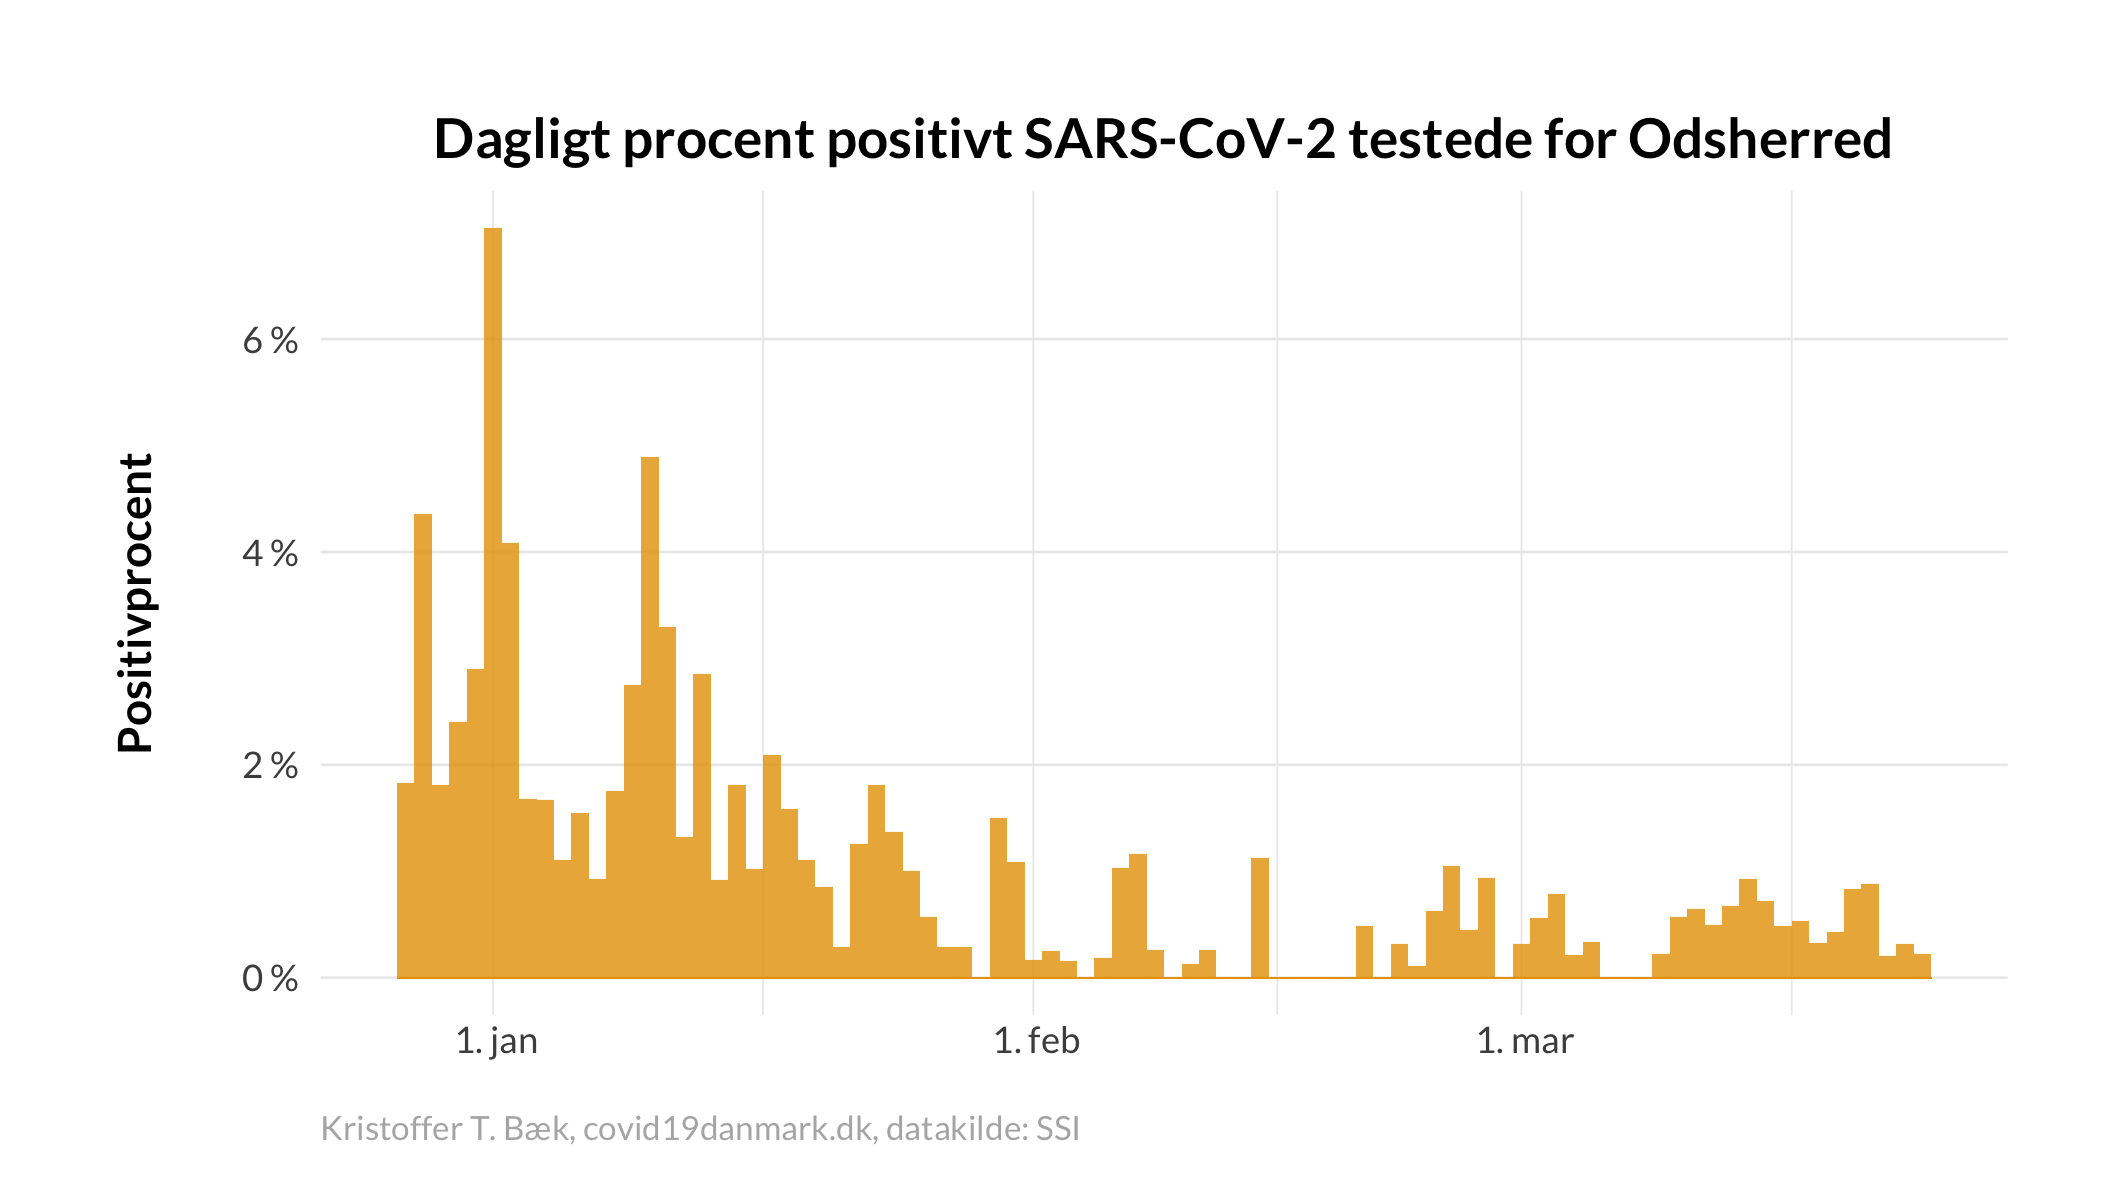 Dagligt procent positivt SARS-CoV-2 testede for Odsherred
Positivprocent
6 %
4 %
2 %
0 %
1. jan
1. feb
1. mar
Kristoffer T. Bæk, covid19danmark.dk, datakilde: SSI